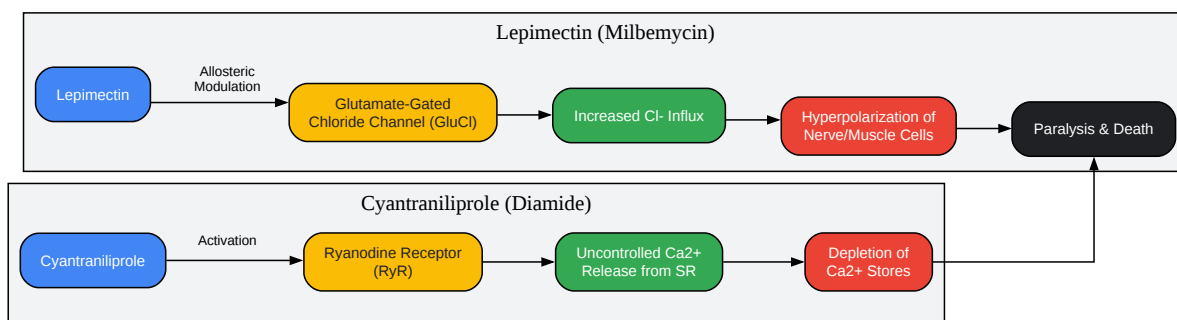 Lepimectin (Milbemycin)
Lepimectin
Allosteric
Modulation
Glutamate-Gated
Chloride Channel (GluCl)
Increased Cl- Influx
Hyperpolarization of
Nerve/Muscle Cells
Paralysis & Death
Cyantraniliprole (Diamide)
Cyantraniliprole
Activation
Ryanodine Receptor
(RyR)
Uncontrolled Ca2+
Release from SR
Depletion of
Ca2+ Stores